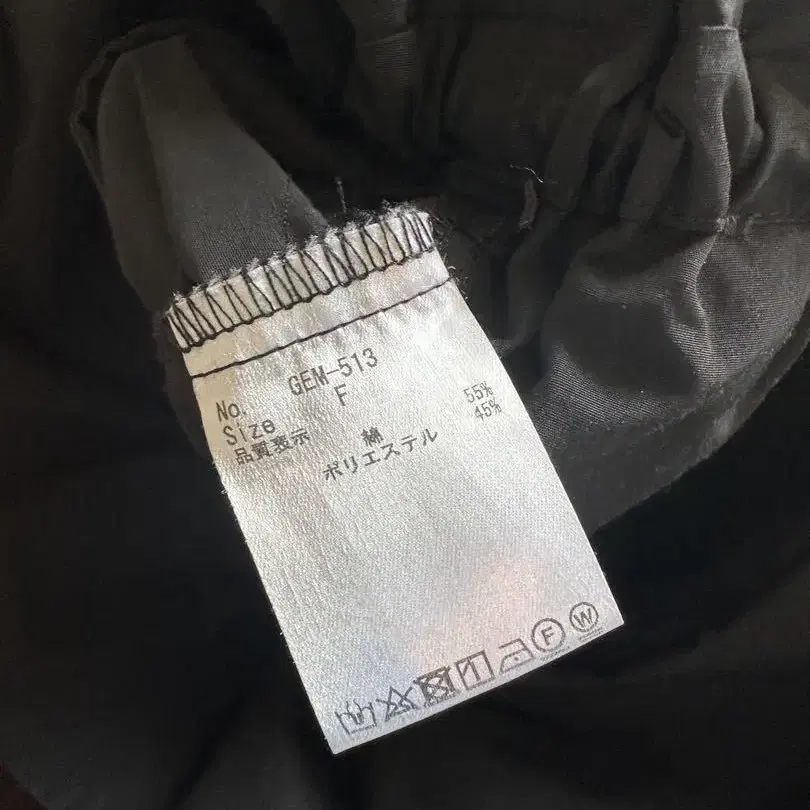 No. GEM-513
Size F
品質表示 綿 55%
ポリエステル 45%
F W